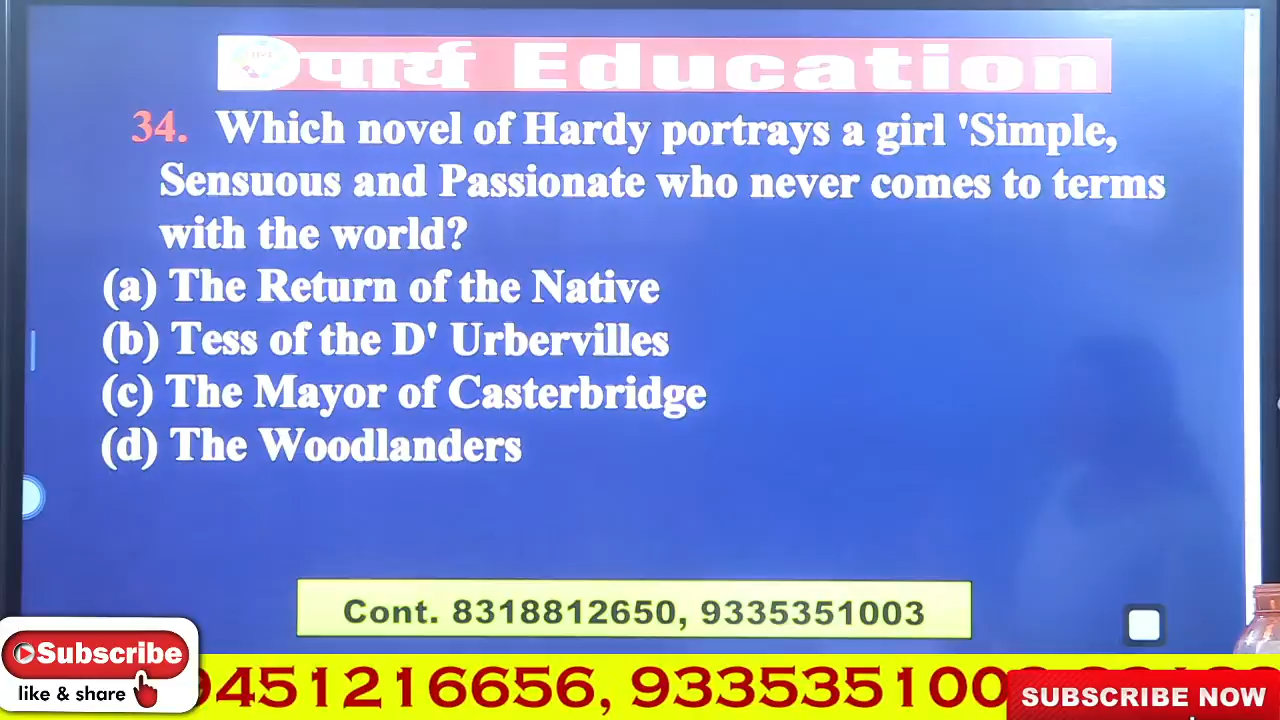 पार्य Education
34. Which novel of Hardy portrays a girl 'Simple,
Sensuous and Passionate who never comes to terms
with the world?
(a) The Return of the Native
(b) Tess of the D' Urbervilles
(c) The Mayor of Casterbridge
(d) The Woodlanders
Cont. 8318812650, 9335351003
Subscribe
like & share
9451216656, 933535100
SUBSCRIBE NOW